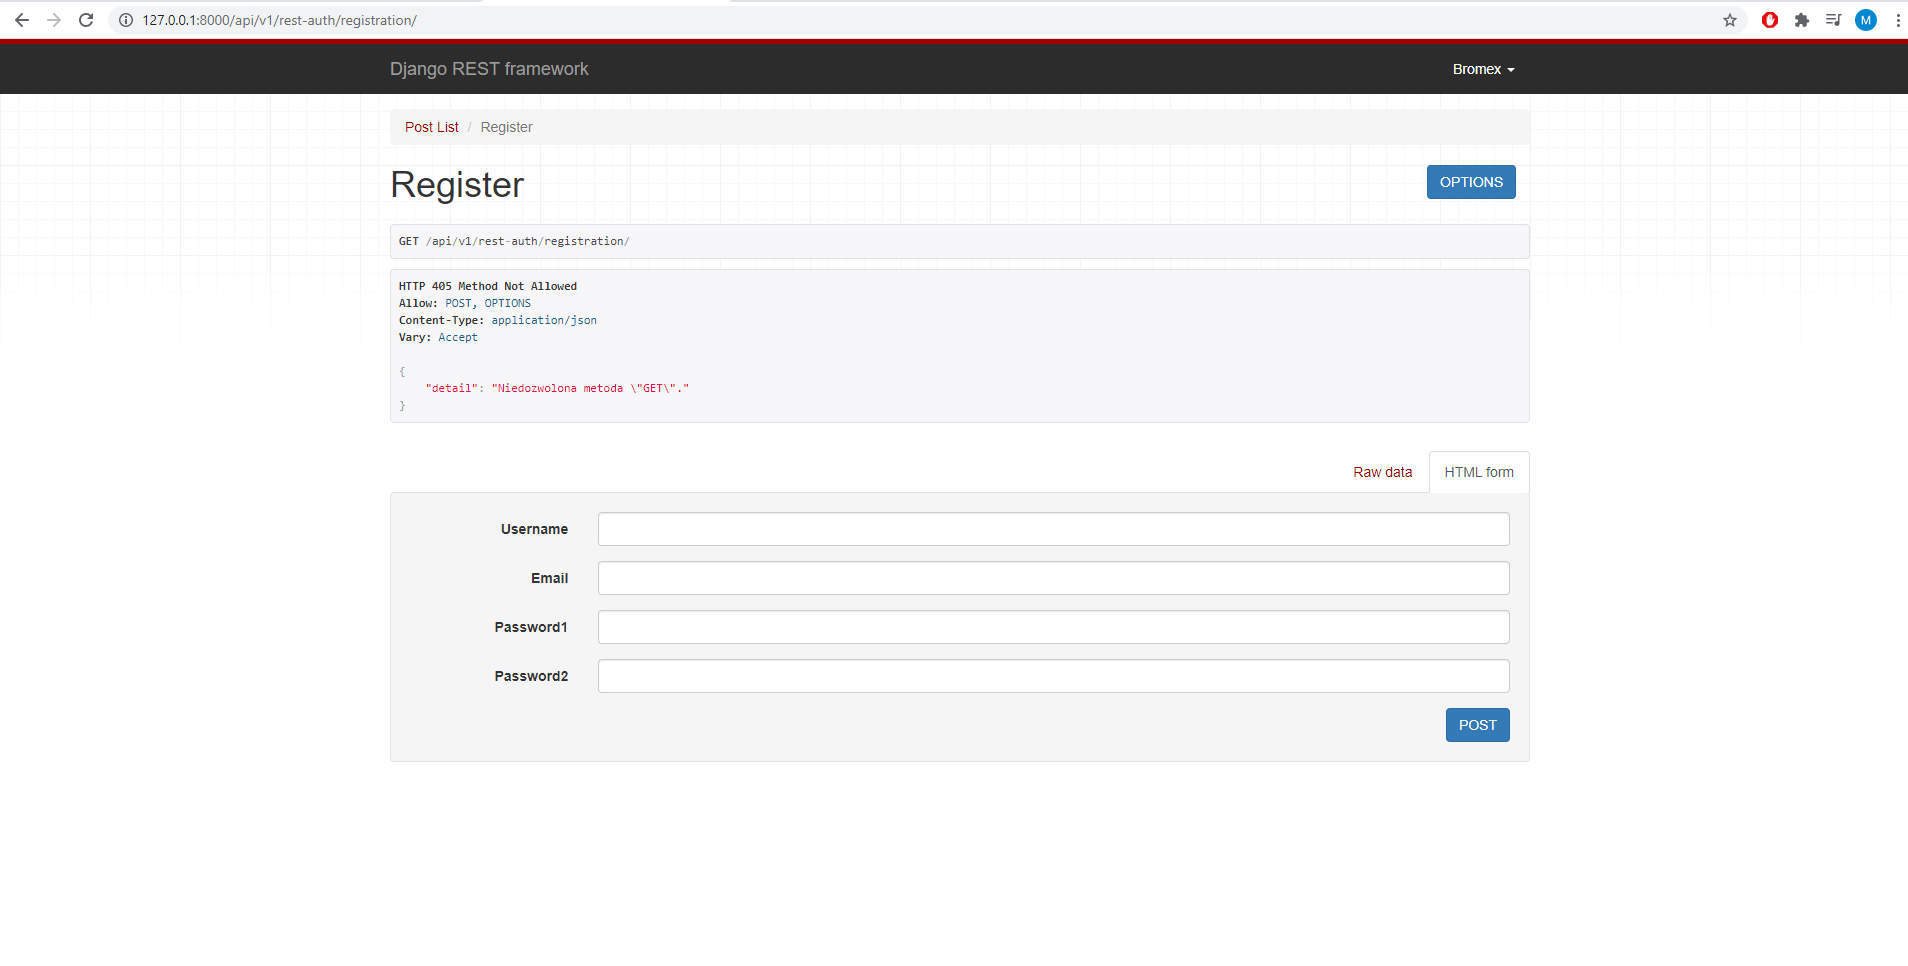 127.0.0.1:8000/api/v1/rest-auth/registration/
M
Django REST framework
Bromex
Post List / Register
Register
OPTIONS
GET /api/v1/rest-auth/registration/
HTTP 405 Method Not Allowed
Allow: POST, OPTIONS
Content-Type: application/json
Vary: Accept
{
"detail": "Niedozwolona metoda \"GET\"."
}
Raw data
HTML form
Username
Email
Password1
Password2
POST